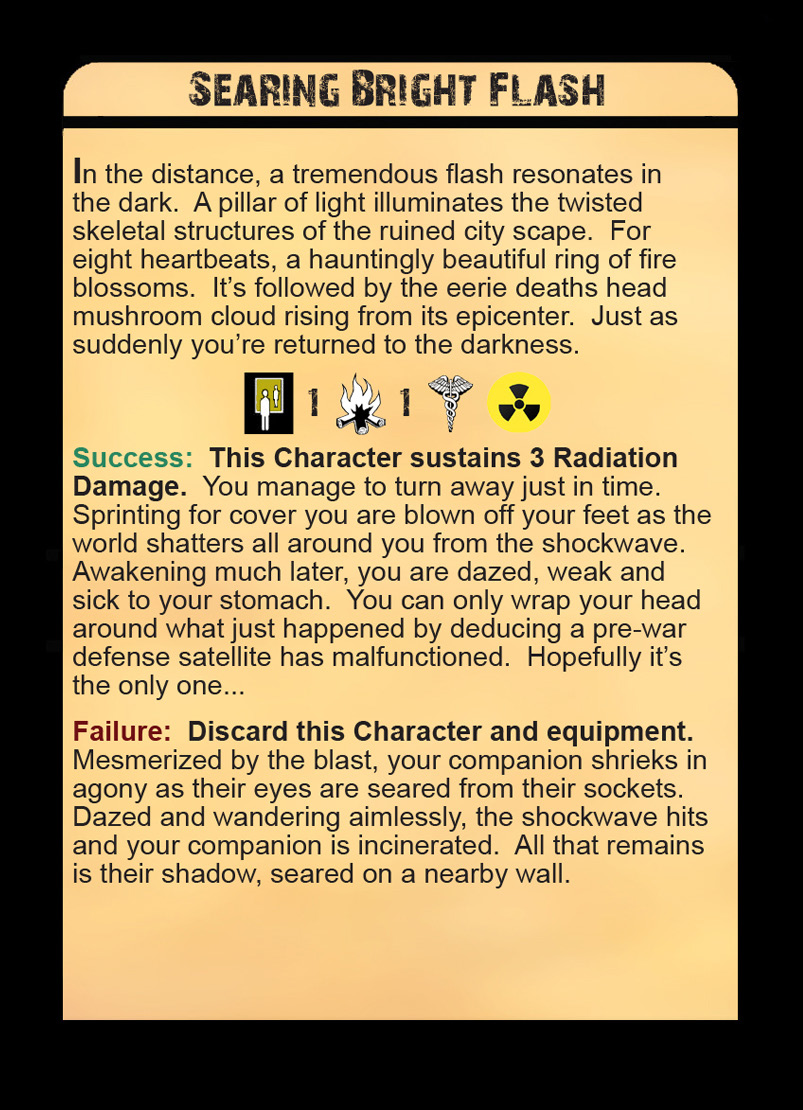 Searing Bright Flash
In the distance, a tremendous flash resonates in
the dark.  A pillar of light illuminates the twisted
skeletal structures of the ruined city scape.  For
eight heartbeats, a hauntingly beautiful ring of fire
blossoms.  It’s followed by the eerie deaths head
mushroom cloud rising from its epicenter.  Just as
suddenly you’re returned to the darkness.
1 1
Success:  This Character sustains 3 Radiation
Damage.  You manage to turn away just in time.
Sprinting for cover you are blown off your feet as the
world shatters all around you from the shockwave.
Awakening much later, you are dazed, weak and
sick to your stomach.  You can only wrap your head
around what just happened by deducing a pre-war
defense satellite has malfunctioned.  Hopefully it’s
the only one...
Failure:  Discard this Character and equipment.
Mesmerized by the blast, your companion shrieks in
agony as their eyes are seared from their sockets.
Dazed and wandering aimlessly, the shockwave hits
and your companion is incinerated.  All that remains
is their shadow, seared on a nearby wall.